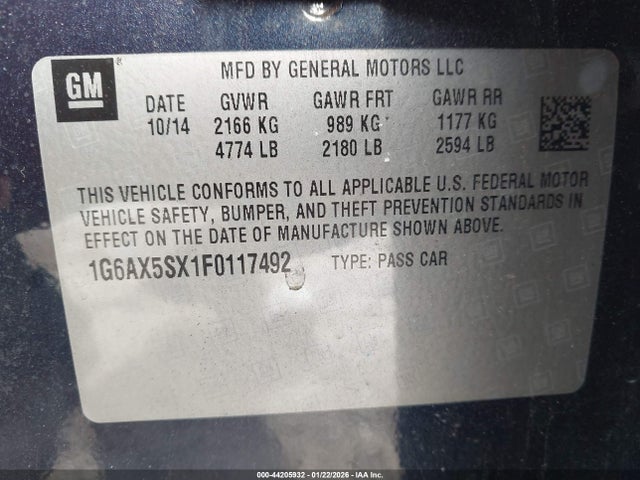 GM
MFD BY GENERAL MOTORS LLC
DATE GVWR GAWR FRT GAWR RR
10/14 2166 KG 989 KG 1177 KG
4774 LB 2180 LB 2594 LB
THIS VEHICLE CONFORMS TO ALL APPLICABLE U.S. FEDERAL MOTOR
VEHICLE SAFETY, BUMPER, AND THEFT PREVENTION STANDARDS IN
EFFECT ON THE DATE OF MANUFACTURE SHOWN ABOVE.
1G6AX5SX1F0117492 TYPE: PASS CAR
000-44205932 - 01/22/2026 - IAA Inc.